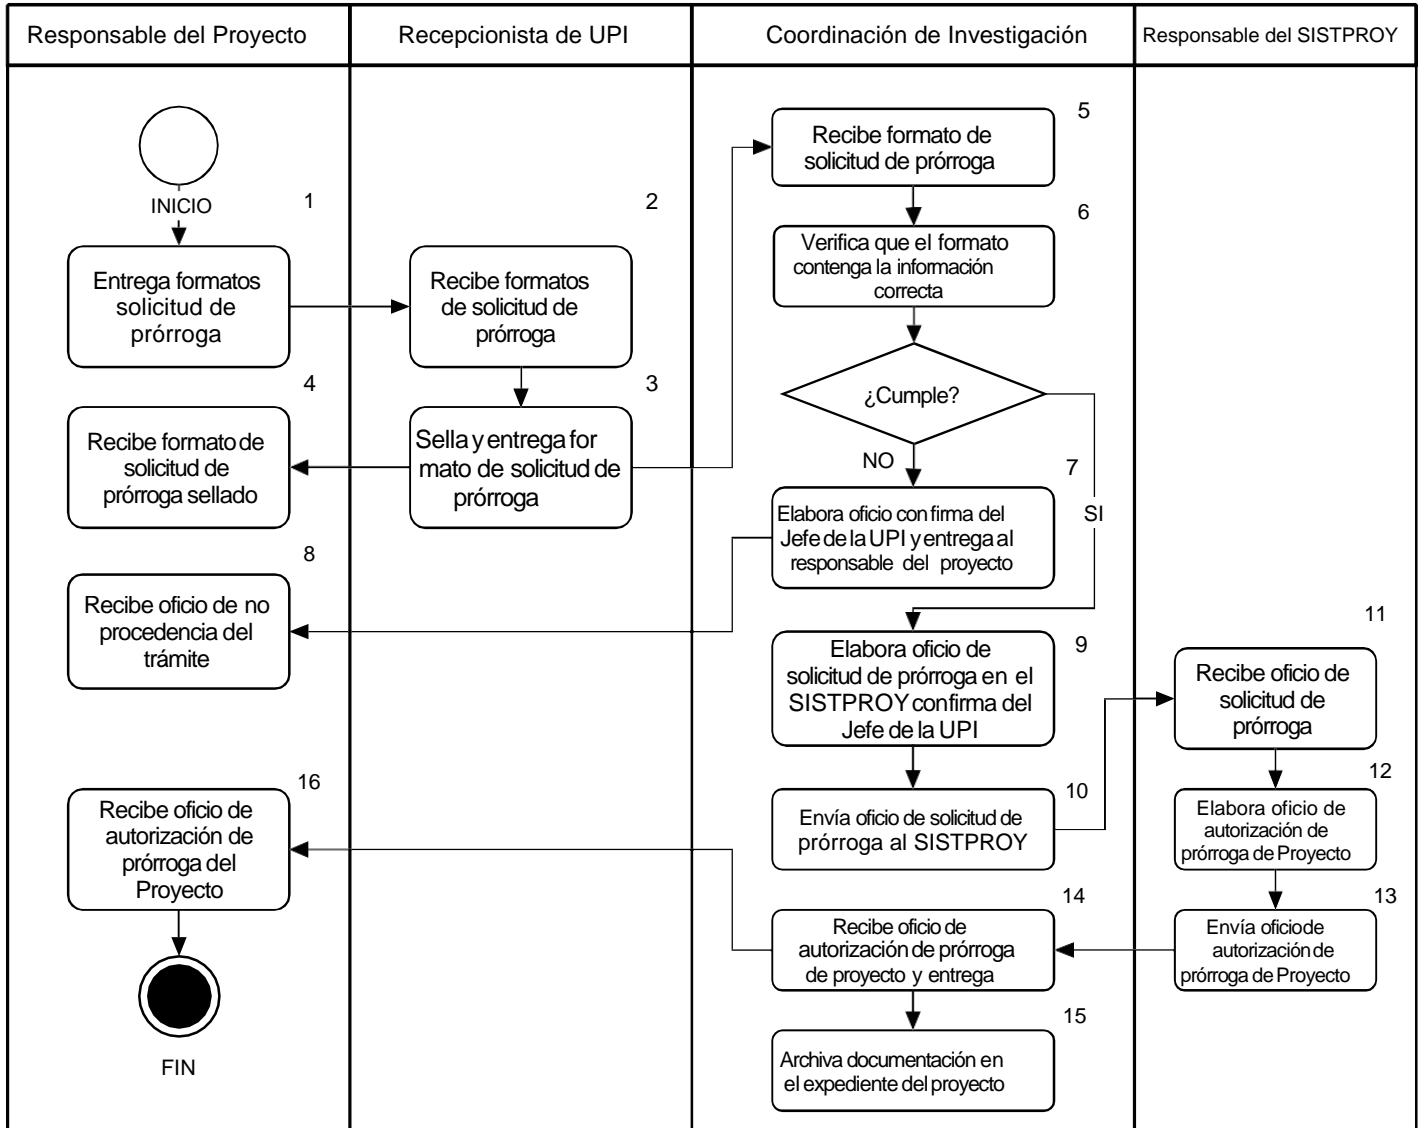 Responsable del Proyecto
Recepcionista de UPI
Coordinación de Investigación
Responsable del SISTPROY
INICIO
1
Entrega formatos
solicitud de
prórroga
2
Recibe formatos
de solicitud de
prórroga
3
Sella y entrega for
mato de solicitud de
prórroga
4
Recibe formato de
solicitud de
prórroga sellado
5
Recibe formato de
solicitud de prórroga
6
Verifica que el formato
contenga la información
correcta
¿Cumple?
NO
SI
7
Elabora oficio con firma del
Jefe de la UPI y entrega al
responsable del proyecto
8
Recibe oficio de no
procedencia del
trámite
9
Elabora oficio de
solicitud de prórroga en el
SISTPROY confirma del
Jefe de la UPI
10
Envía oficio de solicitud de
prórroga al SISTPROY
11
Recibe oficio de
solicitud de
prórroga
12
Elabora oficio de
autorización de
prórroga de Proyecto
13
Envía oficio de
autorización de
prórroga de Proyecto
14
Recibe oficio de
autorización de prórroga
de proyecto y entrega
15
Archiva documentación en
el expediente del proyecto
16
Recibe oficio de
autorización de
prórroga del
Proyecto
FIN